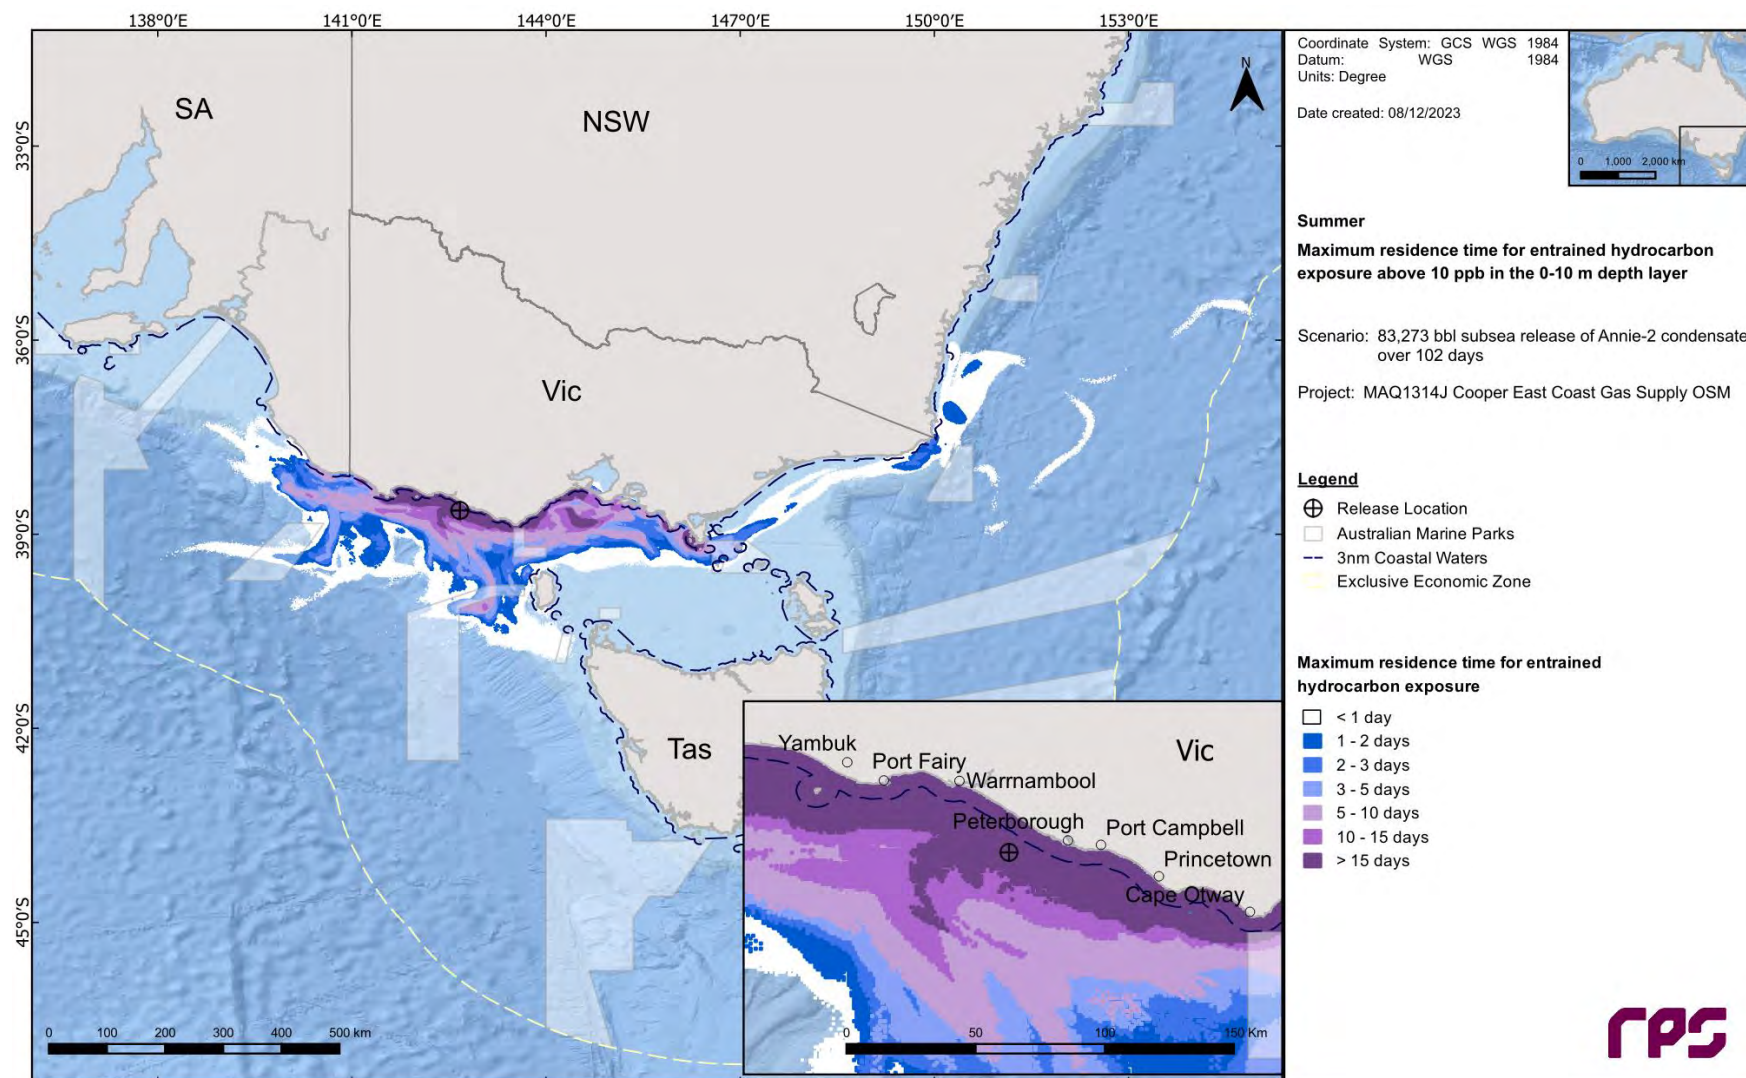 138°0'E 141°0'E 144°0'E 147°0'E 150°0'E 153°0'E
33°0'S
36°0'S
39°0'S
42°0'S
45°0'S
SA
NSW
Vic
Tas
N
0 100 200 300 400 500 Km
Yambuk
Port Fairy
Warrnambool
Peterborough
Port Campbell
Princetown
Cape Otway
Vic
0 50 100 150 Km
Coordinate System: GCS WGS 1984
Datum: WGS 1984
Units: Degree
Date created: 08/12/2023
0 1,000 2,000 km
Summer
Maximum residence time for entrained hydrocarbon
exposure above 10 ppb in the 0-10 m depth layer
Scenario: 83,273 bbl subsea release of Annie-2 condensate
over 102 days
Project: MAQ1314J Cooper East Coast Gas Supply OSM
Legend
Release Location
Australian Marine Parks
3nm Coastal Waters
Exclusive Economic Zone
Maximum residence time for entrained
hydrocarbon exposure
< 1 day
1 - 2 days
2 - 3 days
3 - 5 days
5 - 10 days
10 - 15 days
> 15 days
rps